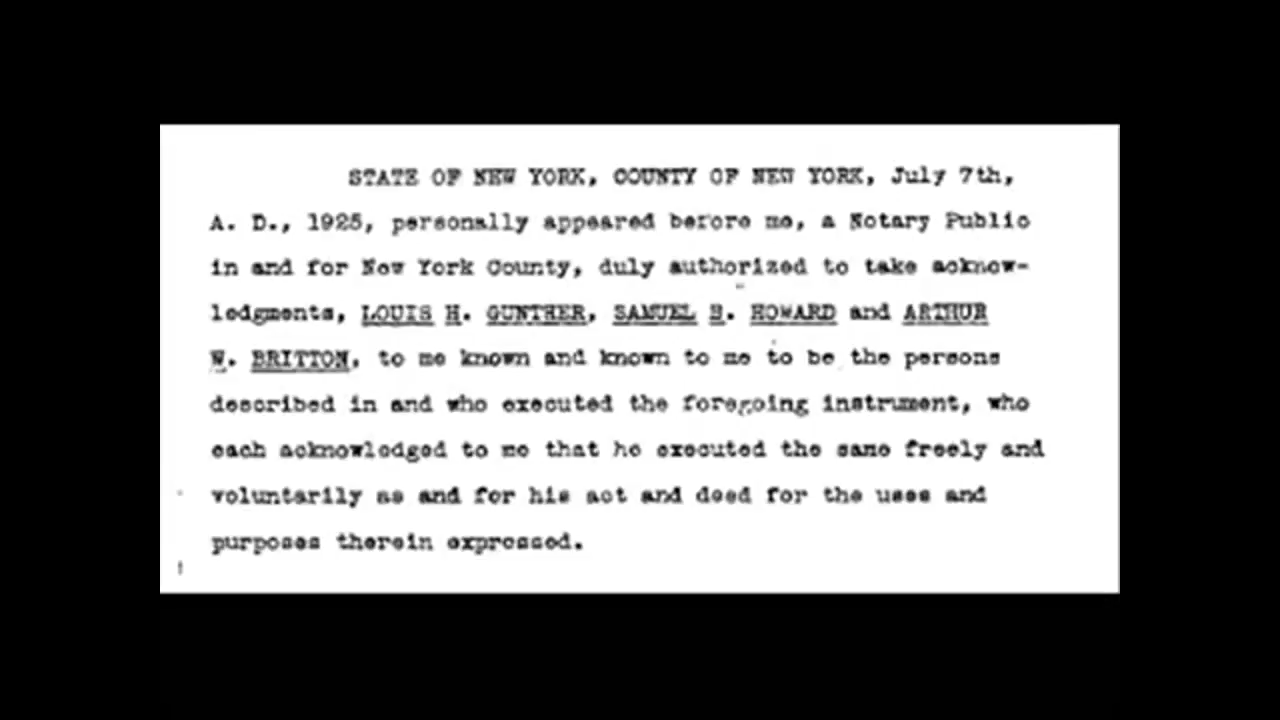 STATE OF NEW YORK, COUNTY OF NEW YORK, July 7th,
A. D., 1925, personally appeared before me, a Notary Public
in and for New York County, duly authorized to take acknow-
ledgments, LOUIS H. GUNTHER, SAMUEL B. HOWARD and ARTHUR
W. BRITTON, to me known and known to me to be the persons
described in and who executed the foregoing instrument, who
each acknowledged to me that he executed the same freely and
voluntarily as and for his act and deed for the uses and
purposes therein expressed.